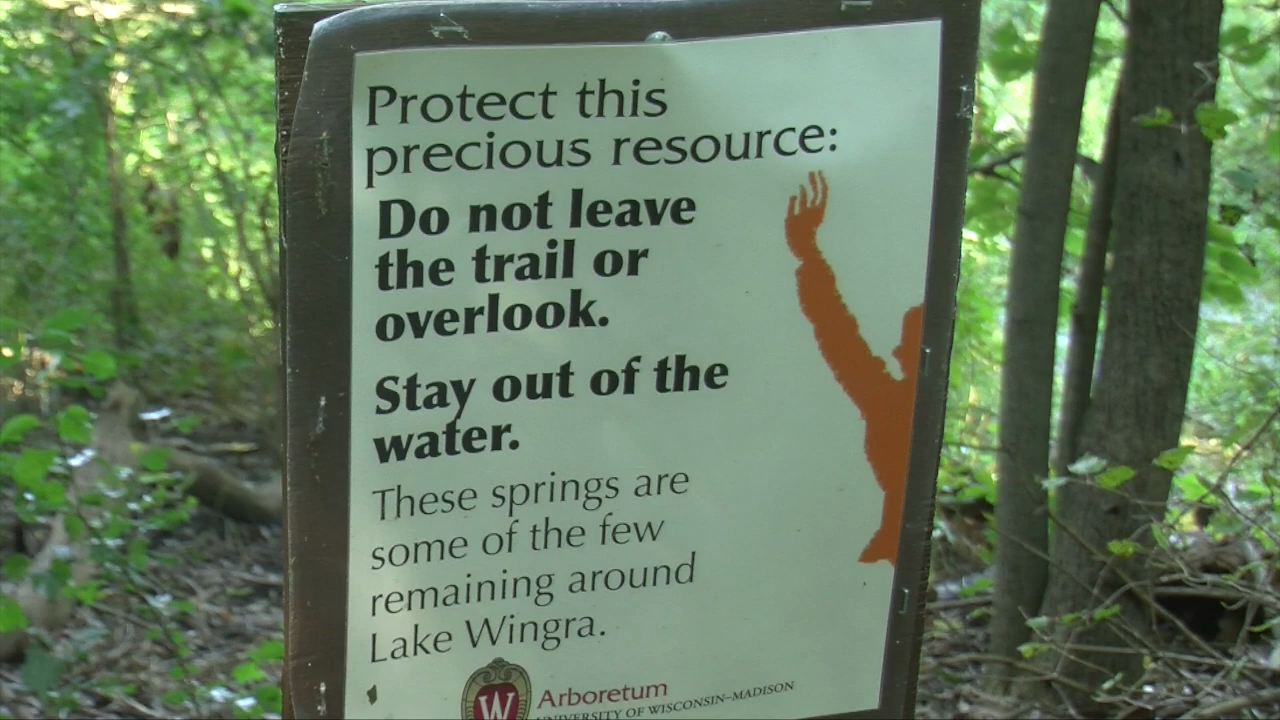 Protect this
precious resource:
Do not leave
the trail or
overlook.
Stay out of the
water.
These springs are
some of the few
remaining around
Lake Wingra.
W
Arboretum
UNIVERSITY OF WISCONSIN–MADISON